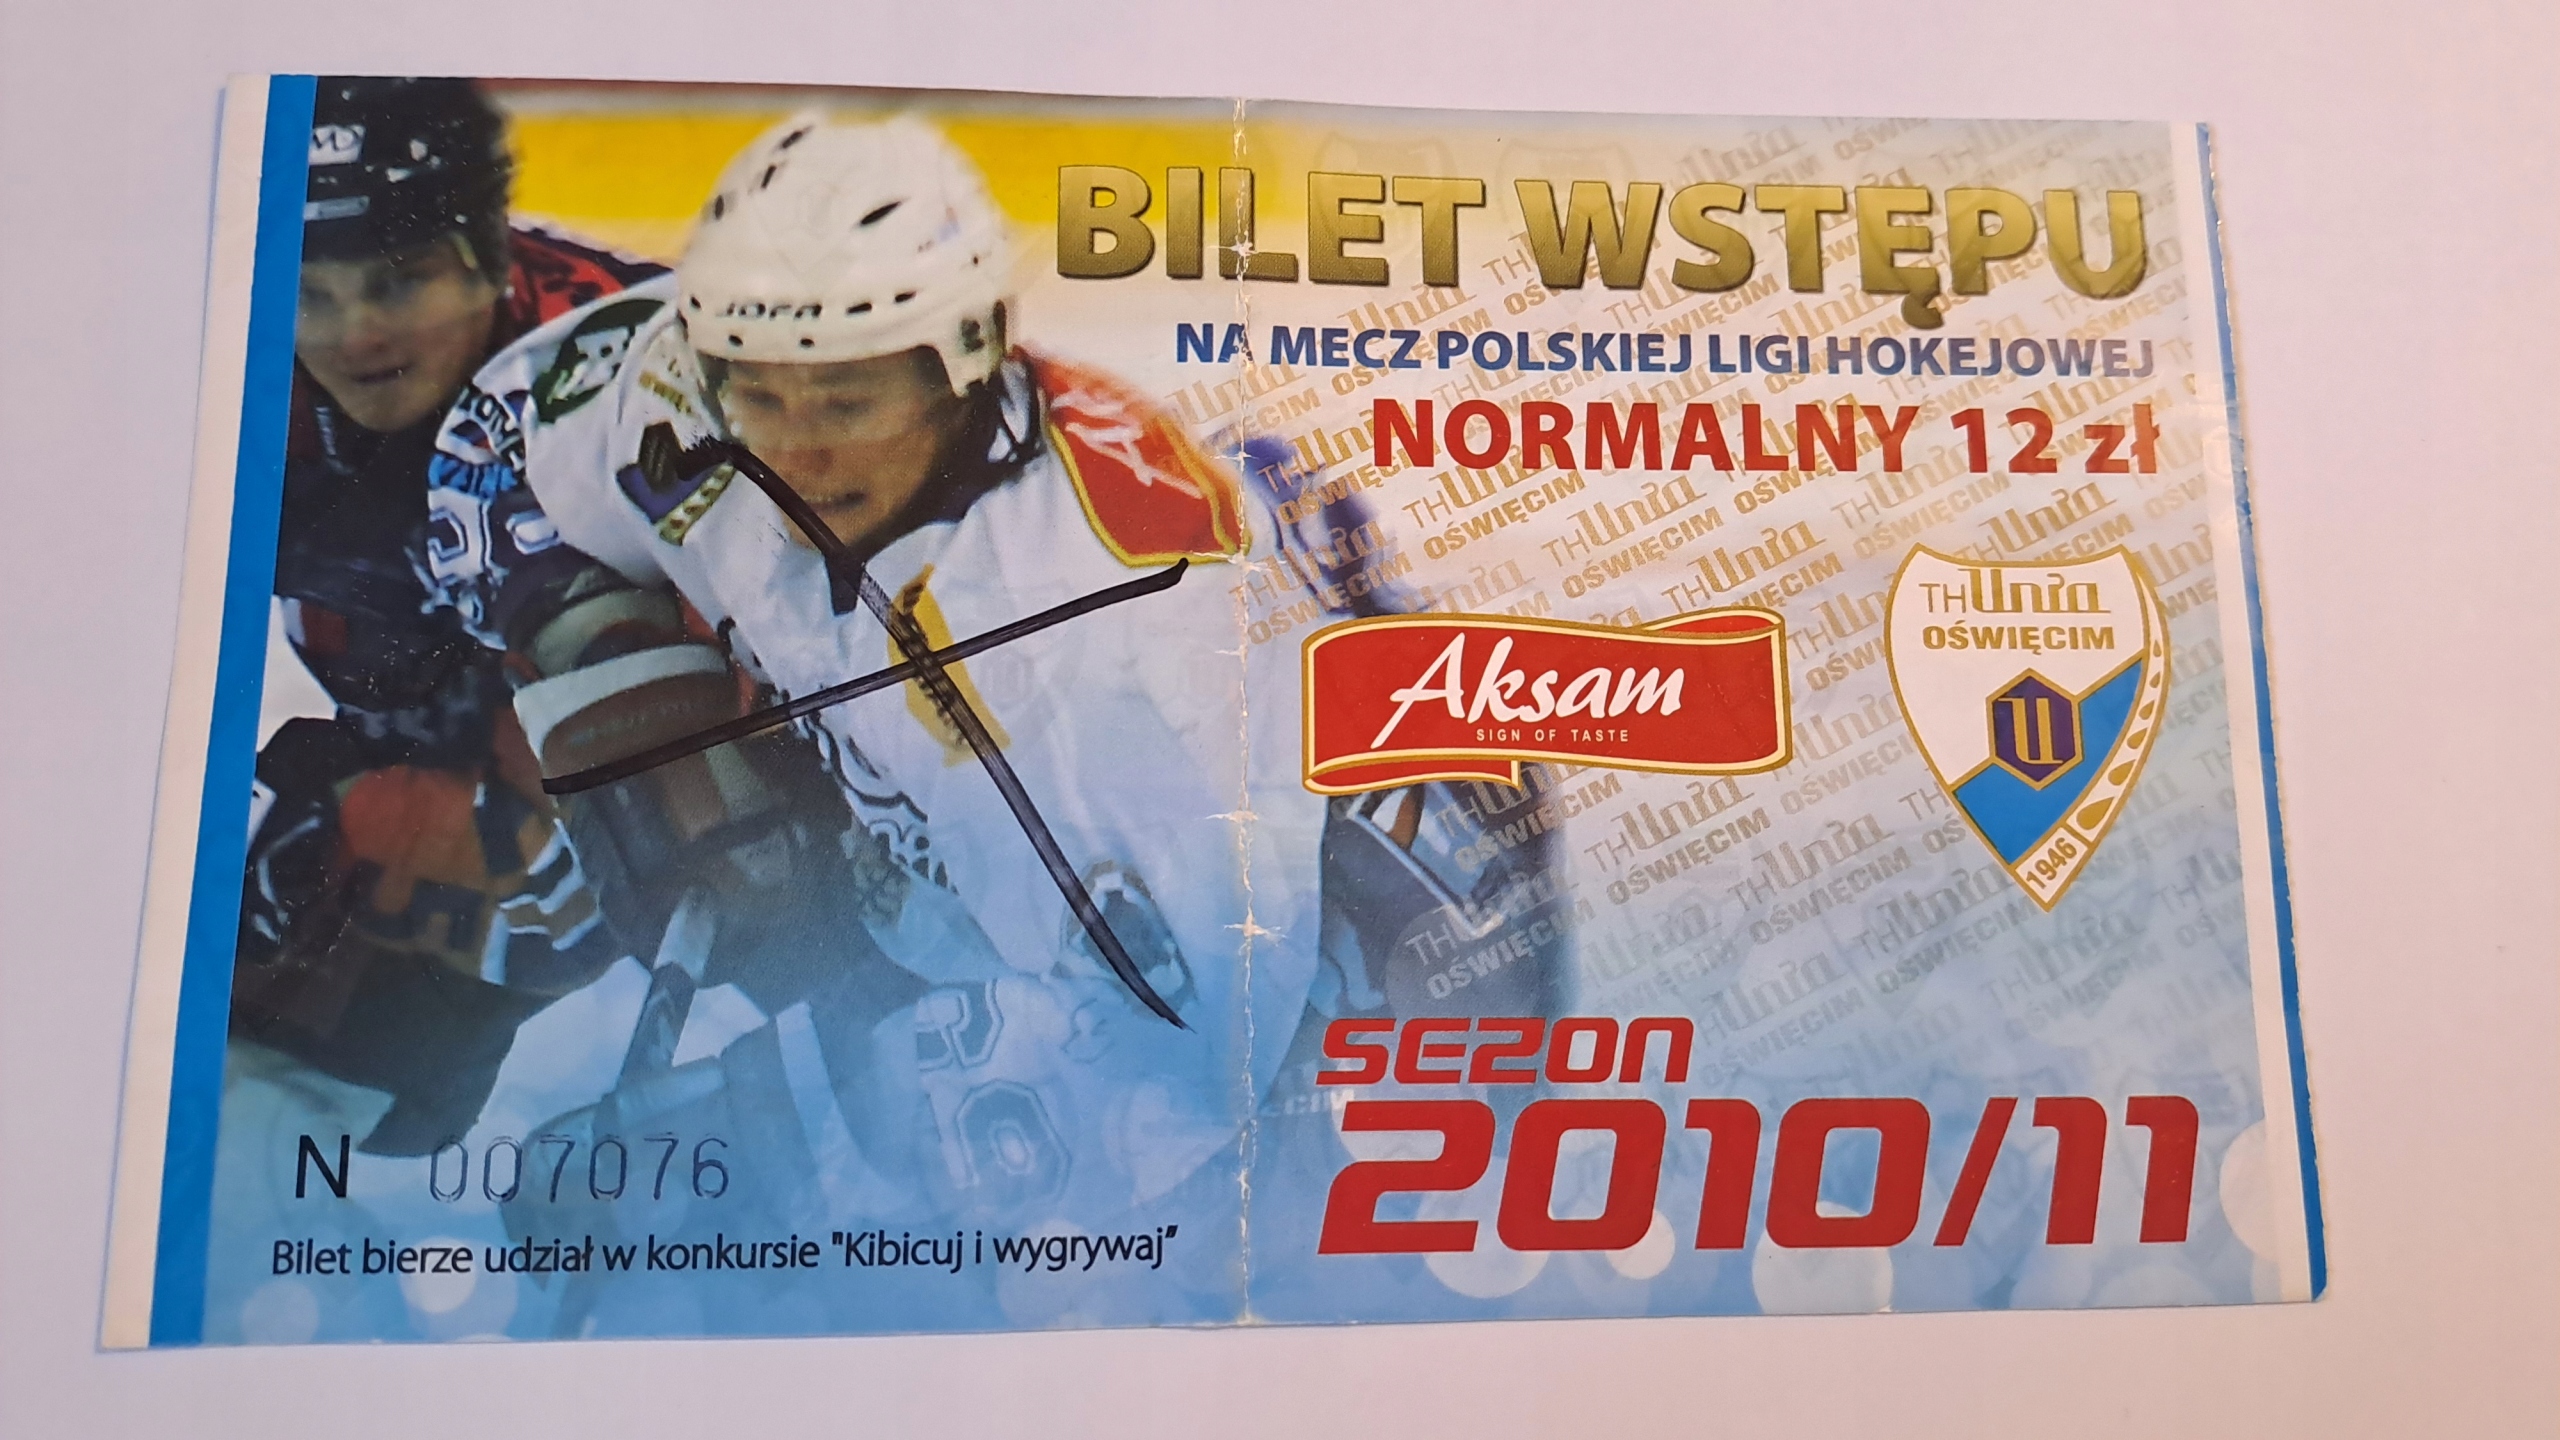 BILET WSTĘPU
NA MECZ POLSKIEJ LIGI HOKEJOWEJ
NORMALNY 12 zł
JOFA
Aksam
SIGN OF TASTE
TH Unia
OŚWIĘCIM
1946
SEZON
2010/11
N 007076
Bilet bierze udział w konkursie "Kibicuj i wygrywaj"